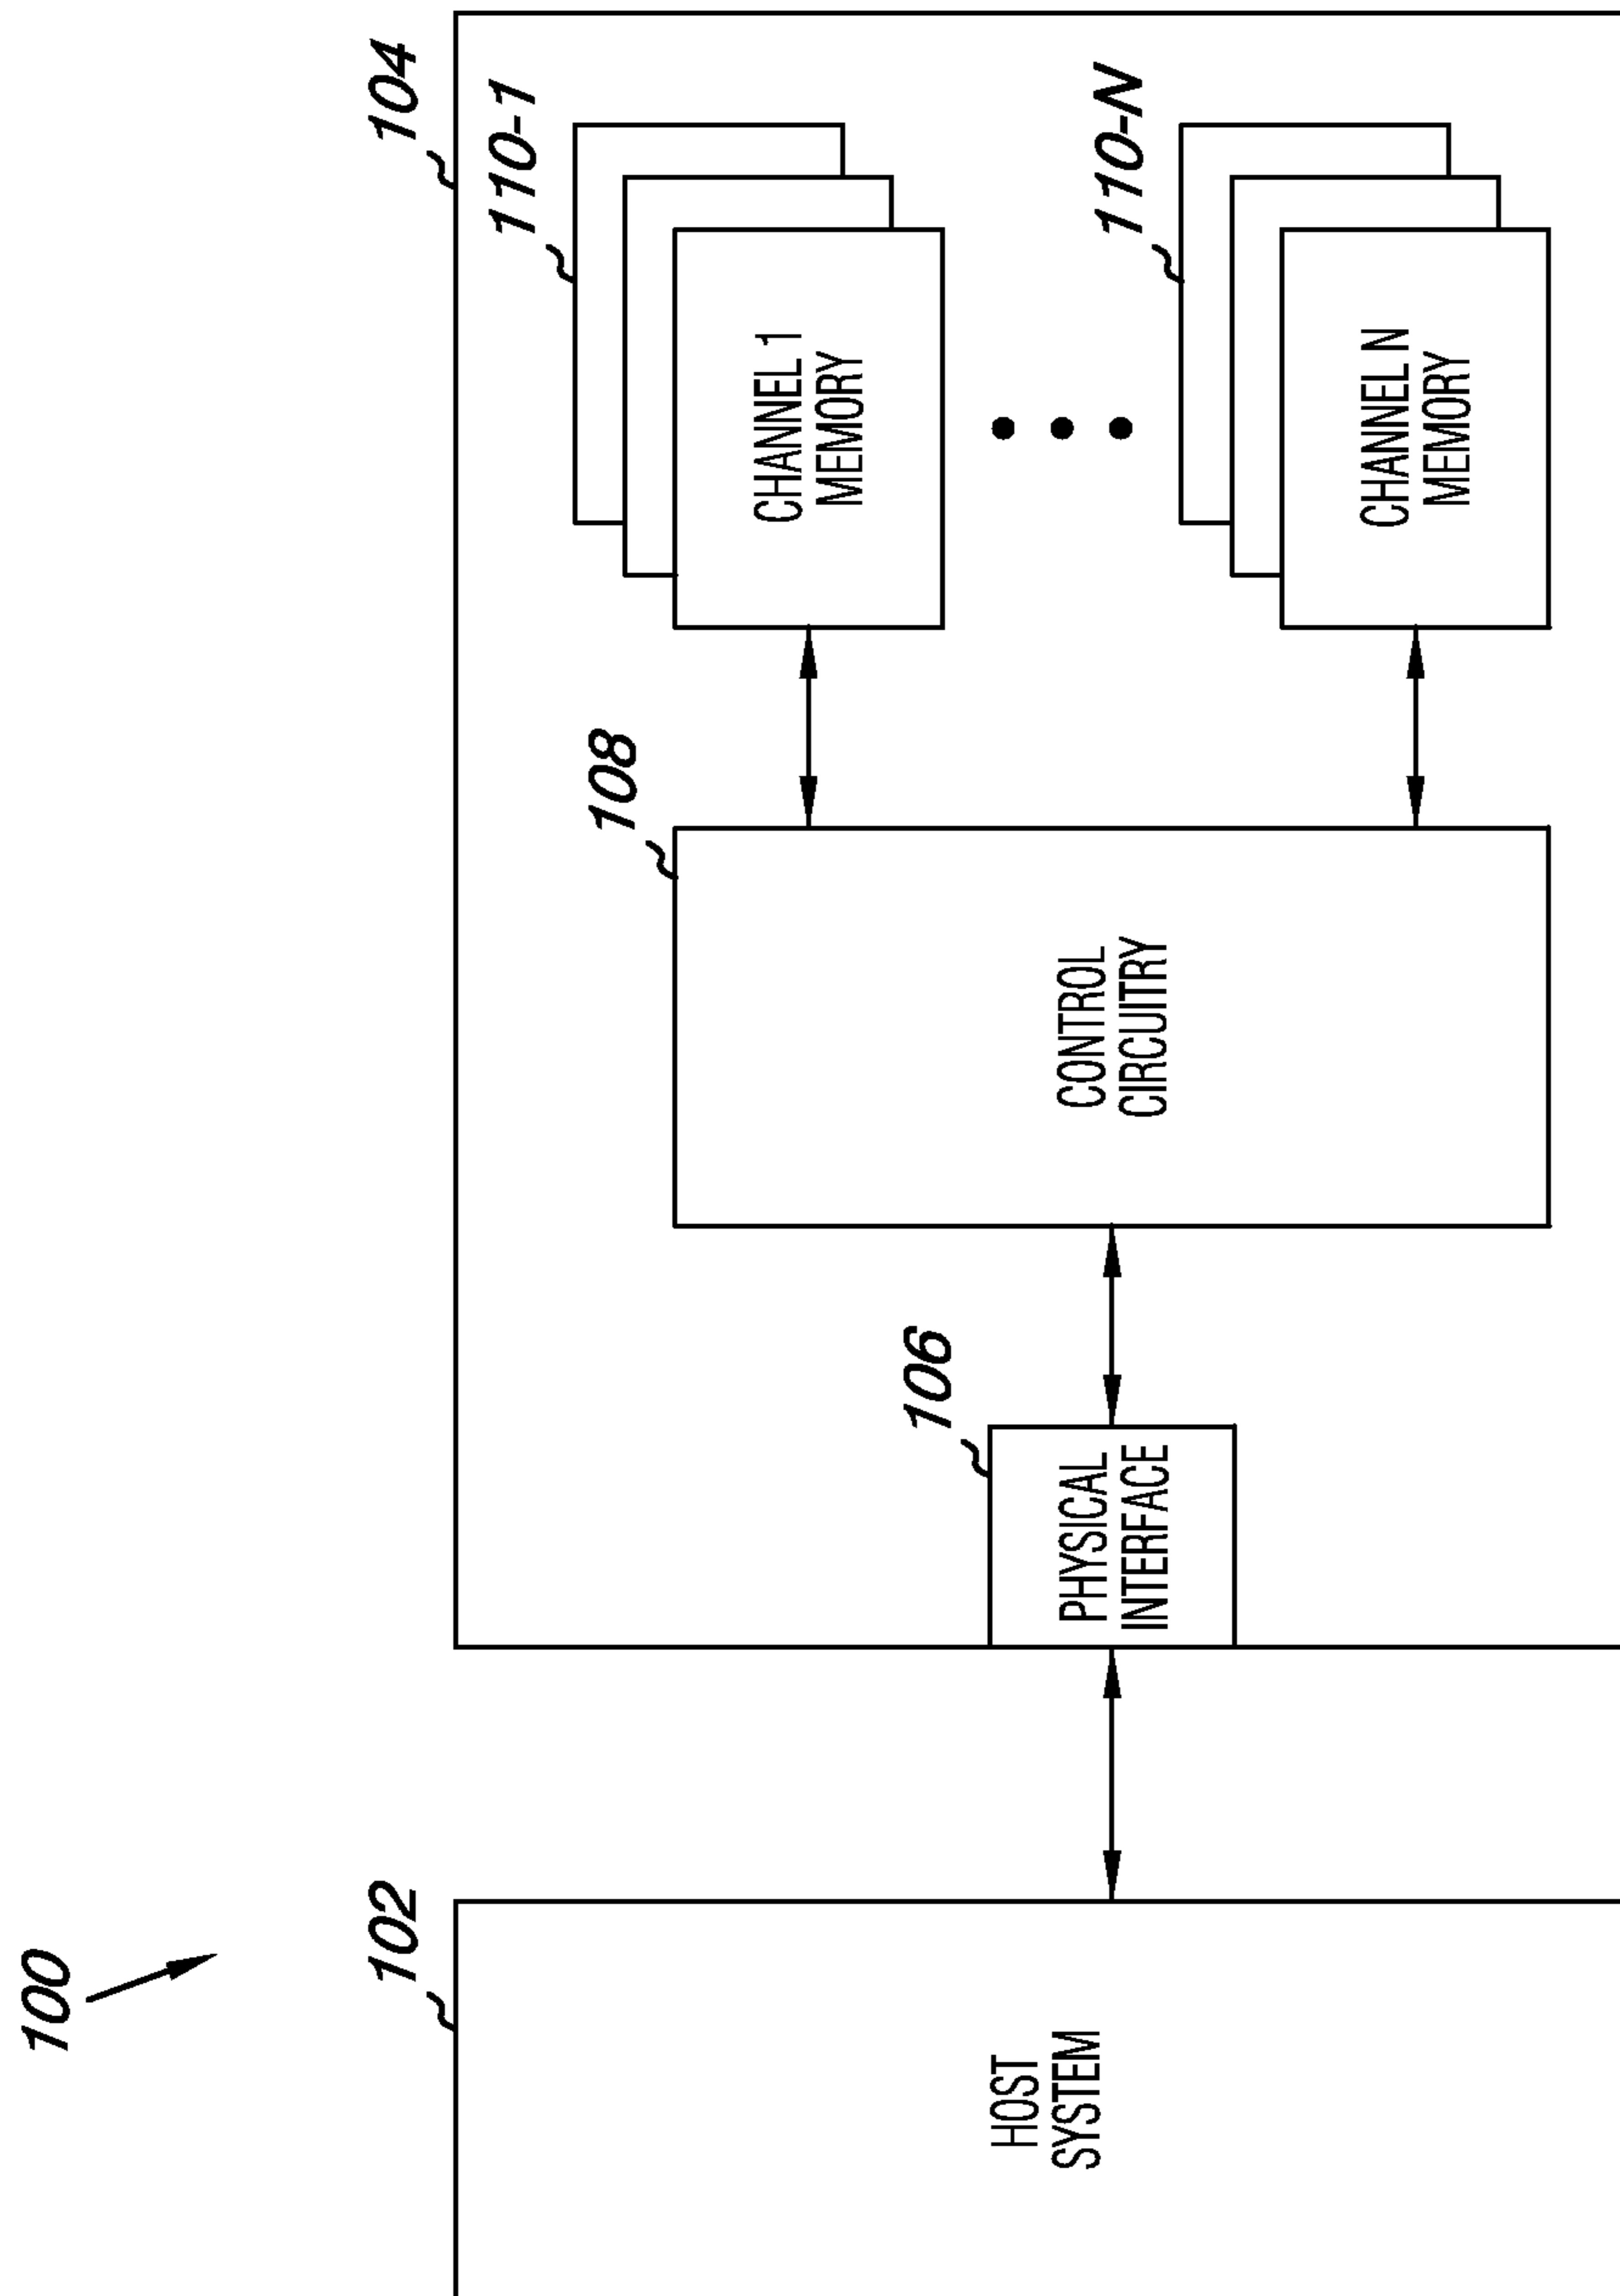 100
102
104
HOST
SYSTEM
106
PHYSICAL
INTERFACE
108
CONTROL
CIRCUITRY
110-1
CHANNEL 1
MEMORY
110-N
CHANNEL N
MEMORY